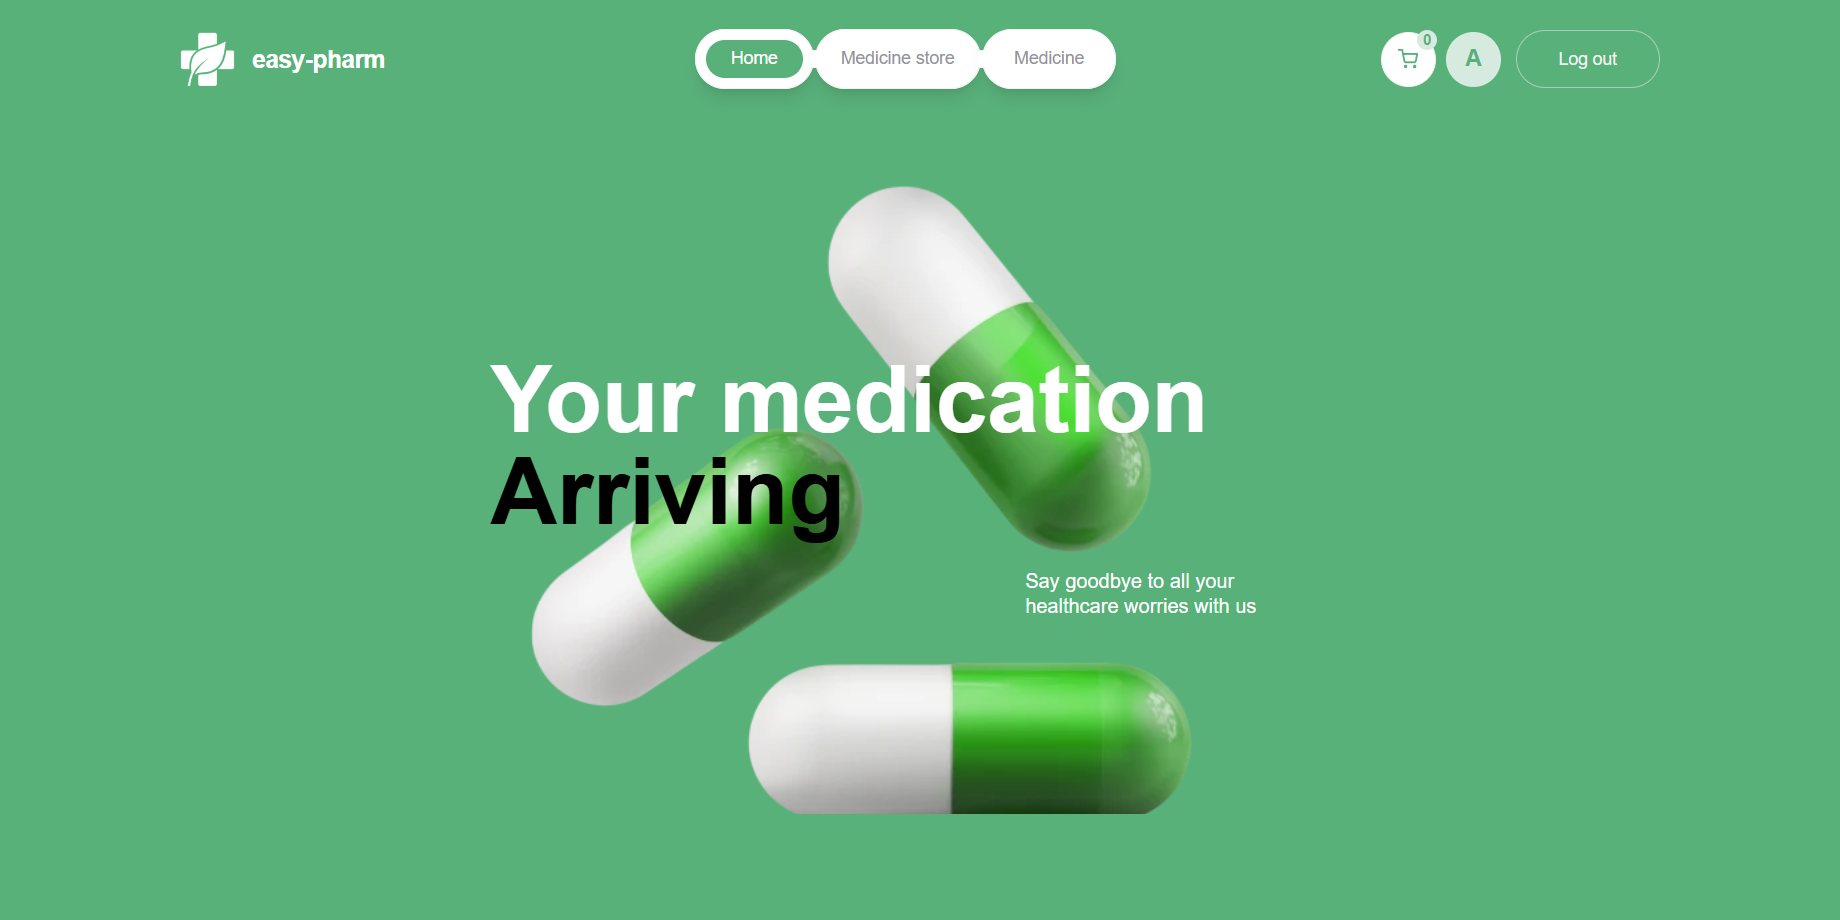 easy-pharm
Home
Medicine store
Medicine
0
A
Log out
Your medication
Arriving
Say goodbye to all your
healthcare worries with us